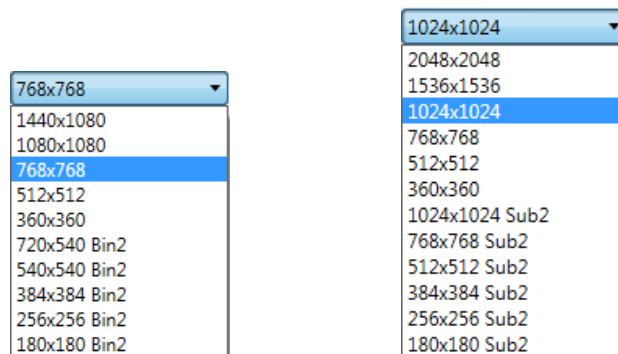 768x768
1440x1080
1080x1080
768x768
512x512
360x360
720x540 Bin2
540x540 Bin2
384x384 Bin2
256x256 Bin2
180x180 Bin2
1024x1024
2048x2048
1536x1536
1024x1024
768x768
512x512
360x360
1024x1024 Sub2
768x768 Sub2
512x512 Sub2
384x384 Sub2
256x256 Sub2
180x180 Sub2